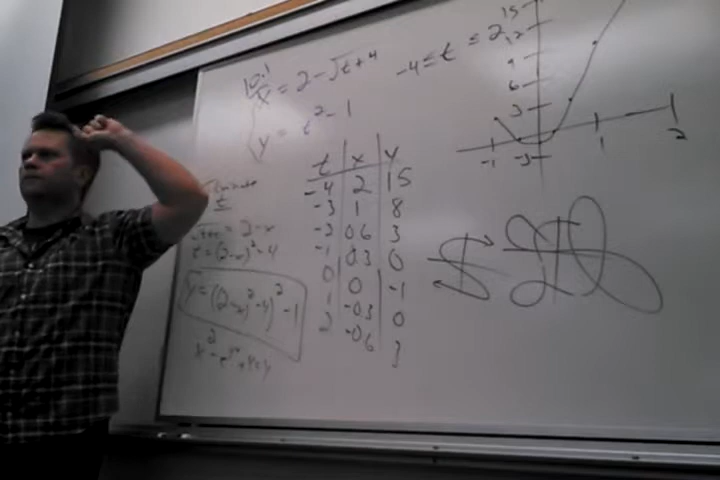 10.1
x = 2 - √t+4
-4 ≤ t ≤ 2
y = t² - 1
t x y
-4 2 15
-3 1 8
-2 0.6 3
-1 0.3 0
0 0 -1
1 -0.3 0
2 -0.6 3
t
= 2-x
t = (2-x)² - 4
y = ((2-x)² - 4)² - 1
15
12
9
6
3
-3
-1 1 2